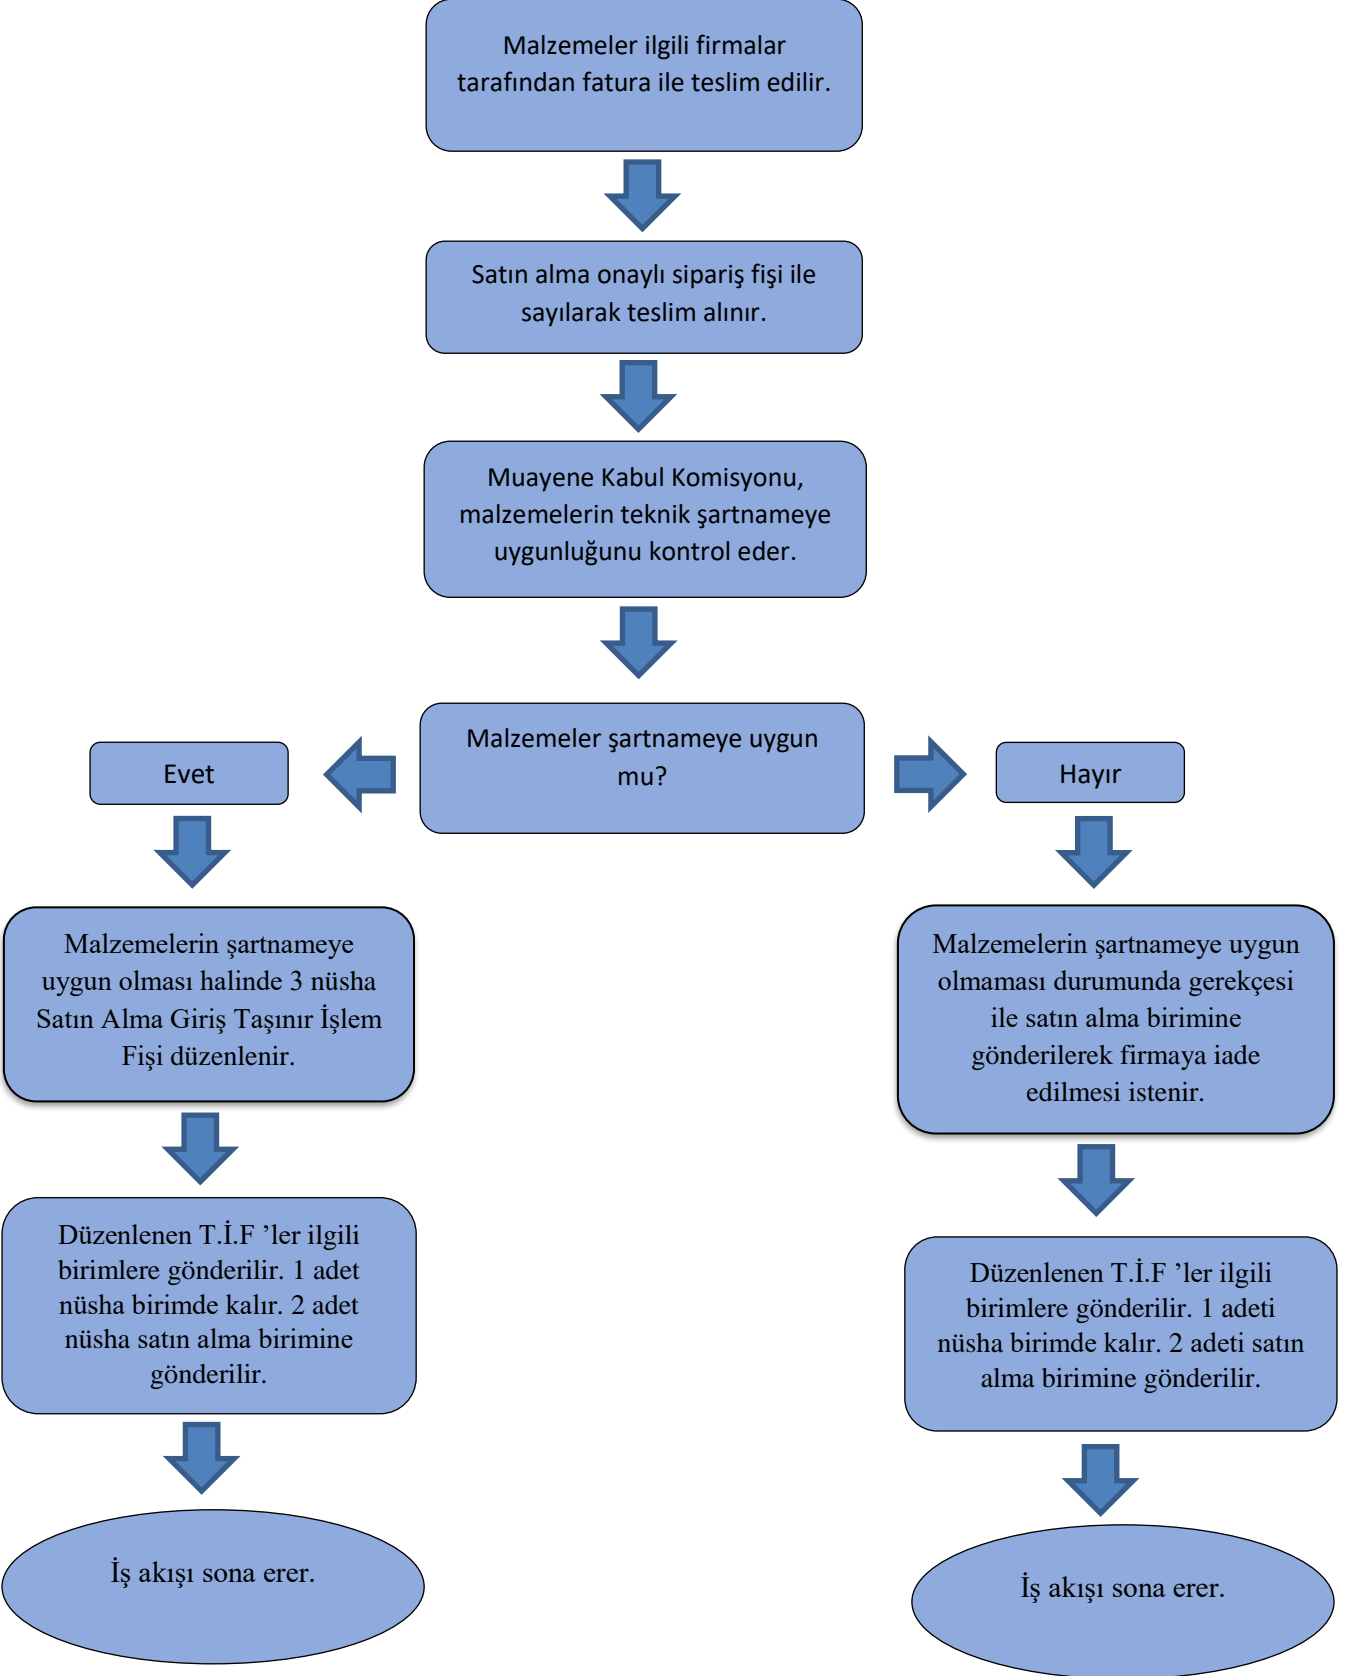 Malzemeler ilgili firmalar
tarafından fatura ile teslim edilir.
Satın alma onaylı sipariş fişi ile
sayılarak teslim alınır.
Muayene Kabul Komisyonu,
malzemelerin teknik şartnameye
uygunluğunu kontrol eder.
Malzemeler şartnameye uygun
mu?
Evet
Hayır
Malzemelerin şartnameye
uygun olması halinde 3 nüsha
Satın Alma Giriş Taşınır İşlem
Fişi düzenlenir.
Malzemelerin şartnameye uygun
olmaması durumunda gerekçesi
ile satın alma birimine
gönderilerek firmaya iade
edilmesi istenir.
Düzenlenen T.İ.F ’ler ilgili
birimlere gönderilir. 1 adet
nüsha birimde kalır. 2 adet
nüsha satın alma birimine
gönderilir.
Düzenlenen T.İ.F ’ler ilgili
birimlere gönderilir. 1 adeti
nüsha birimde kalır. 2 adeti satın
alma birimine gönderilir.
İş akışı sona erer.
İş akışı sona erer.